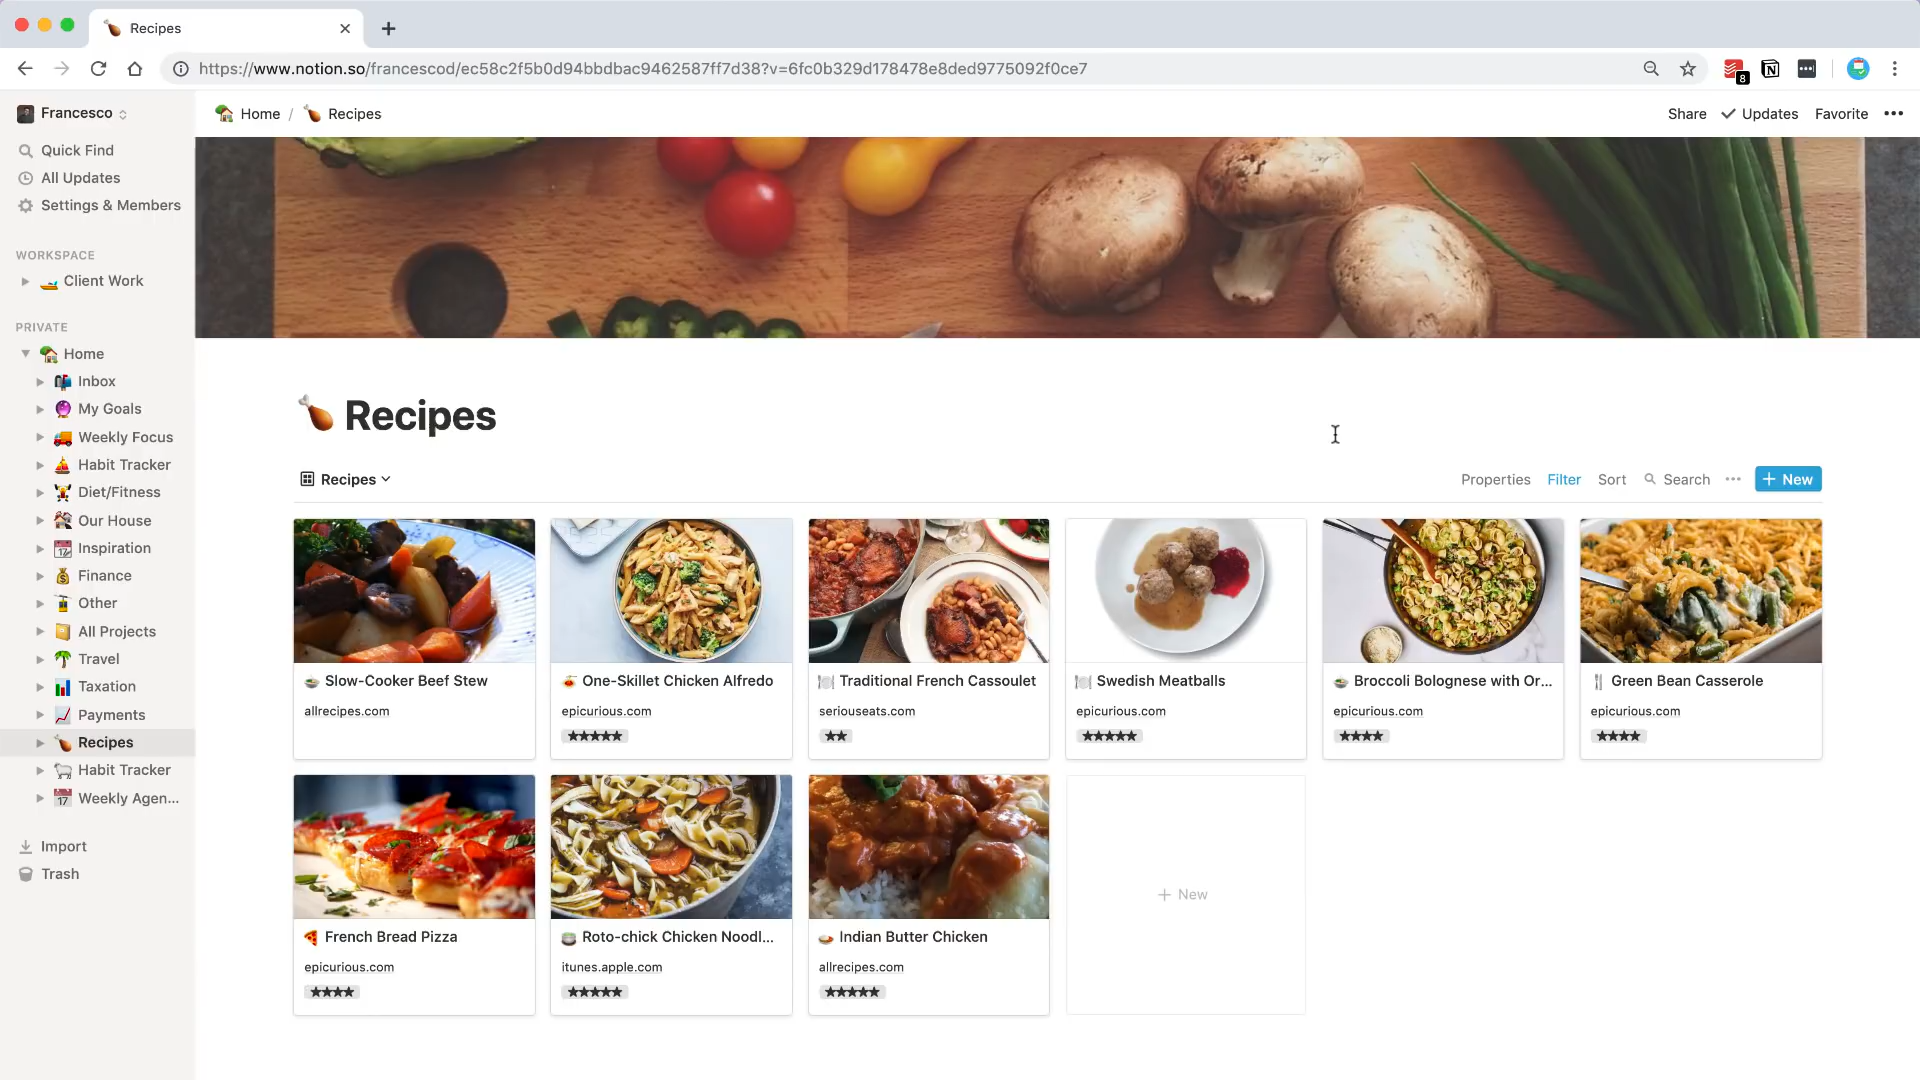 Recipes
https://www.notion.so/francescod/ec58c2f5b0d94bbdbac9462587ff7d38?v=6fc0b329d178478e8ded9775092f0ce7
8
Francesco
Home / Recipes
Share Updates Favorite
Quick Find
All Updates
Settings & Members
WORKSPACE
Client Work
PRIVATE
Home
Inbox
My Goals
Weekly Focus
Habit Tracker
Diet/Fitness
Our House
Inspiration
Finance
Other
All Projects
Travel
Taxation
Payments
Recipes
Habit Tracker
17 Weekly Agen...
Import
Trash
Recipes
Recipes
Properties Filter Sort Search + New
Slow-Cooker Beef Stew
allrecipes.com
One-Skillet Chicken Alfredo
epicurious.com
★★★★★
Traditional French Cassoulet
seriouseats.com
★★
Swedish Meatballs
epicurious.com
★★★★★
Broccoli Bolognese with Or...
epicurious.com
★★★★
Green Bean Casserole
epicurious.com
★★★★
French Bread Pizza
epicurious.com
★★★★
Roto-chick Chicken Noodl...
itunes.apple.com
★★★★★
Indian Butter Chicken
allrecipes.com
★★★★★
+ New